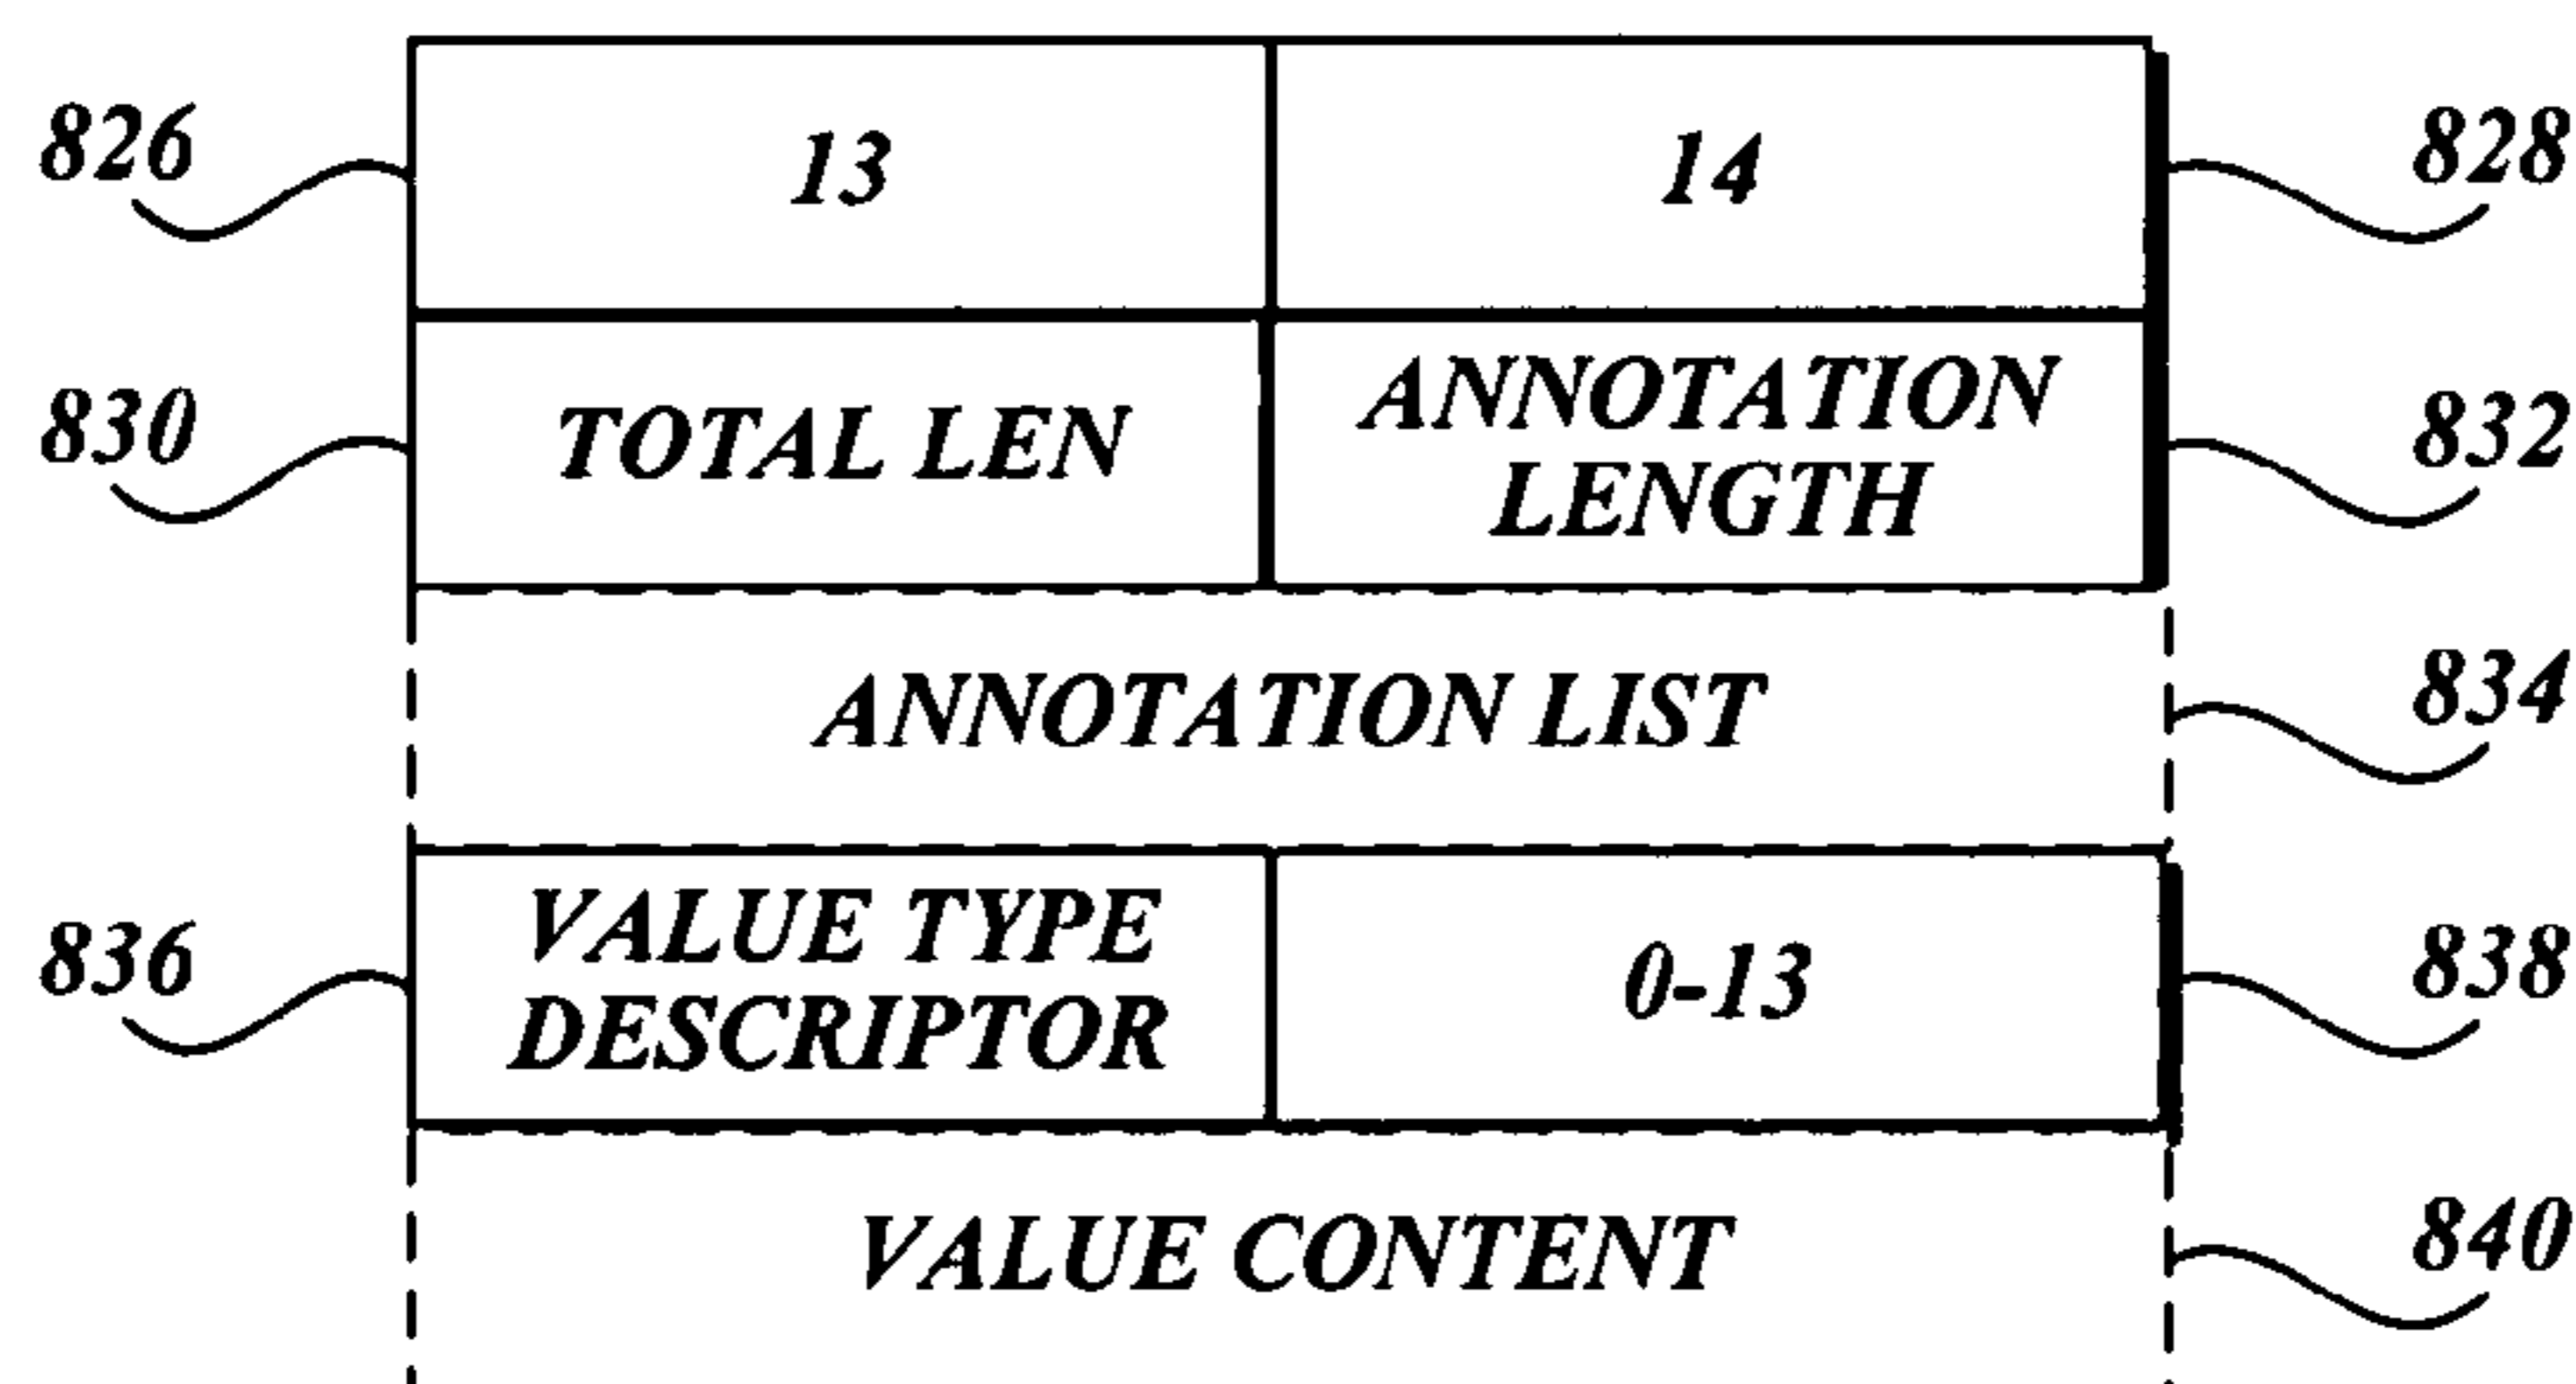 826 13 14 828
830 TOTAL LEN ANNOTATION LENGTH 832
ANNOTATION LIST 834
836 VALUE TYPE DESCRIPTOR 0-13 838
VALUE CONTENT 840